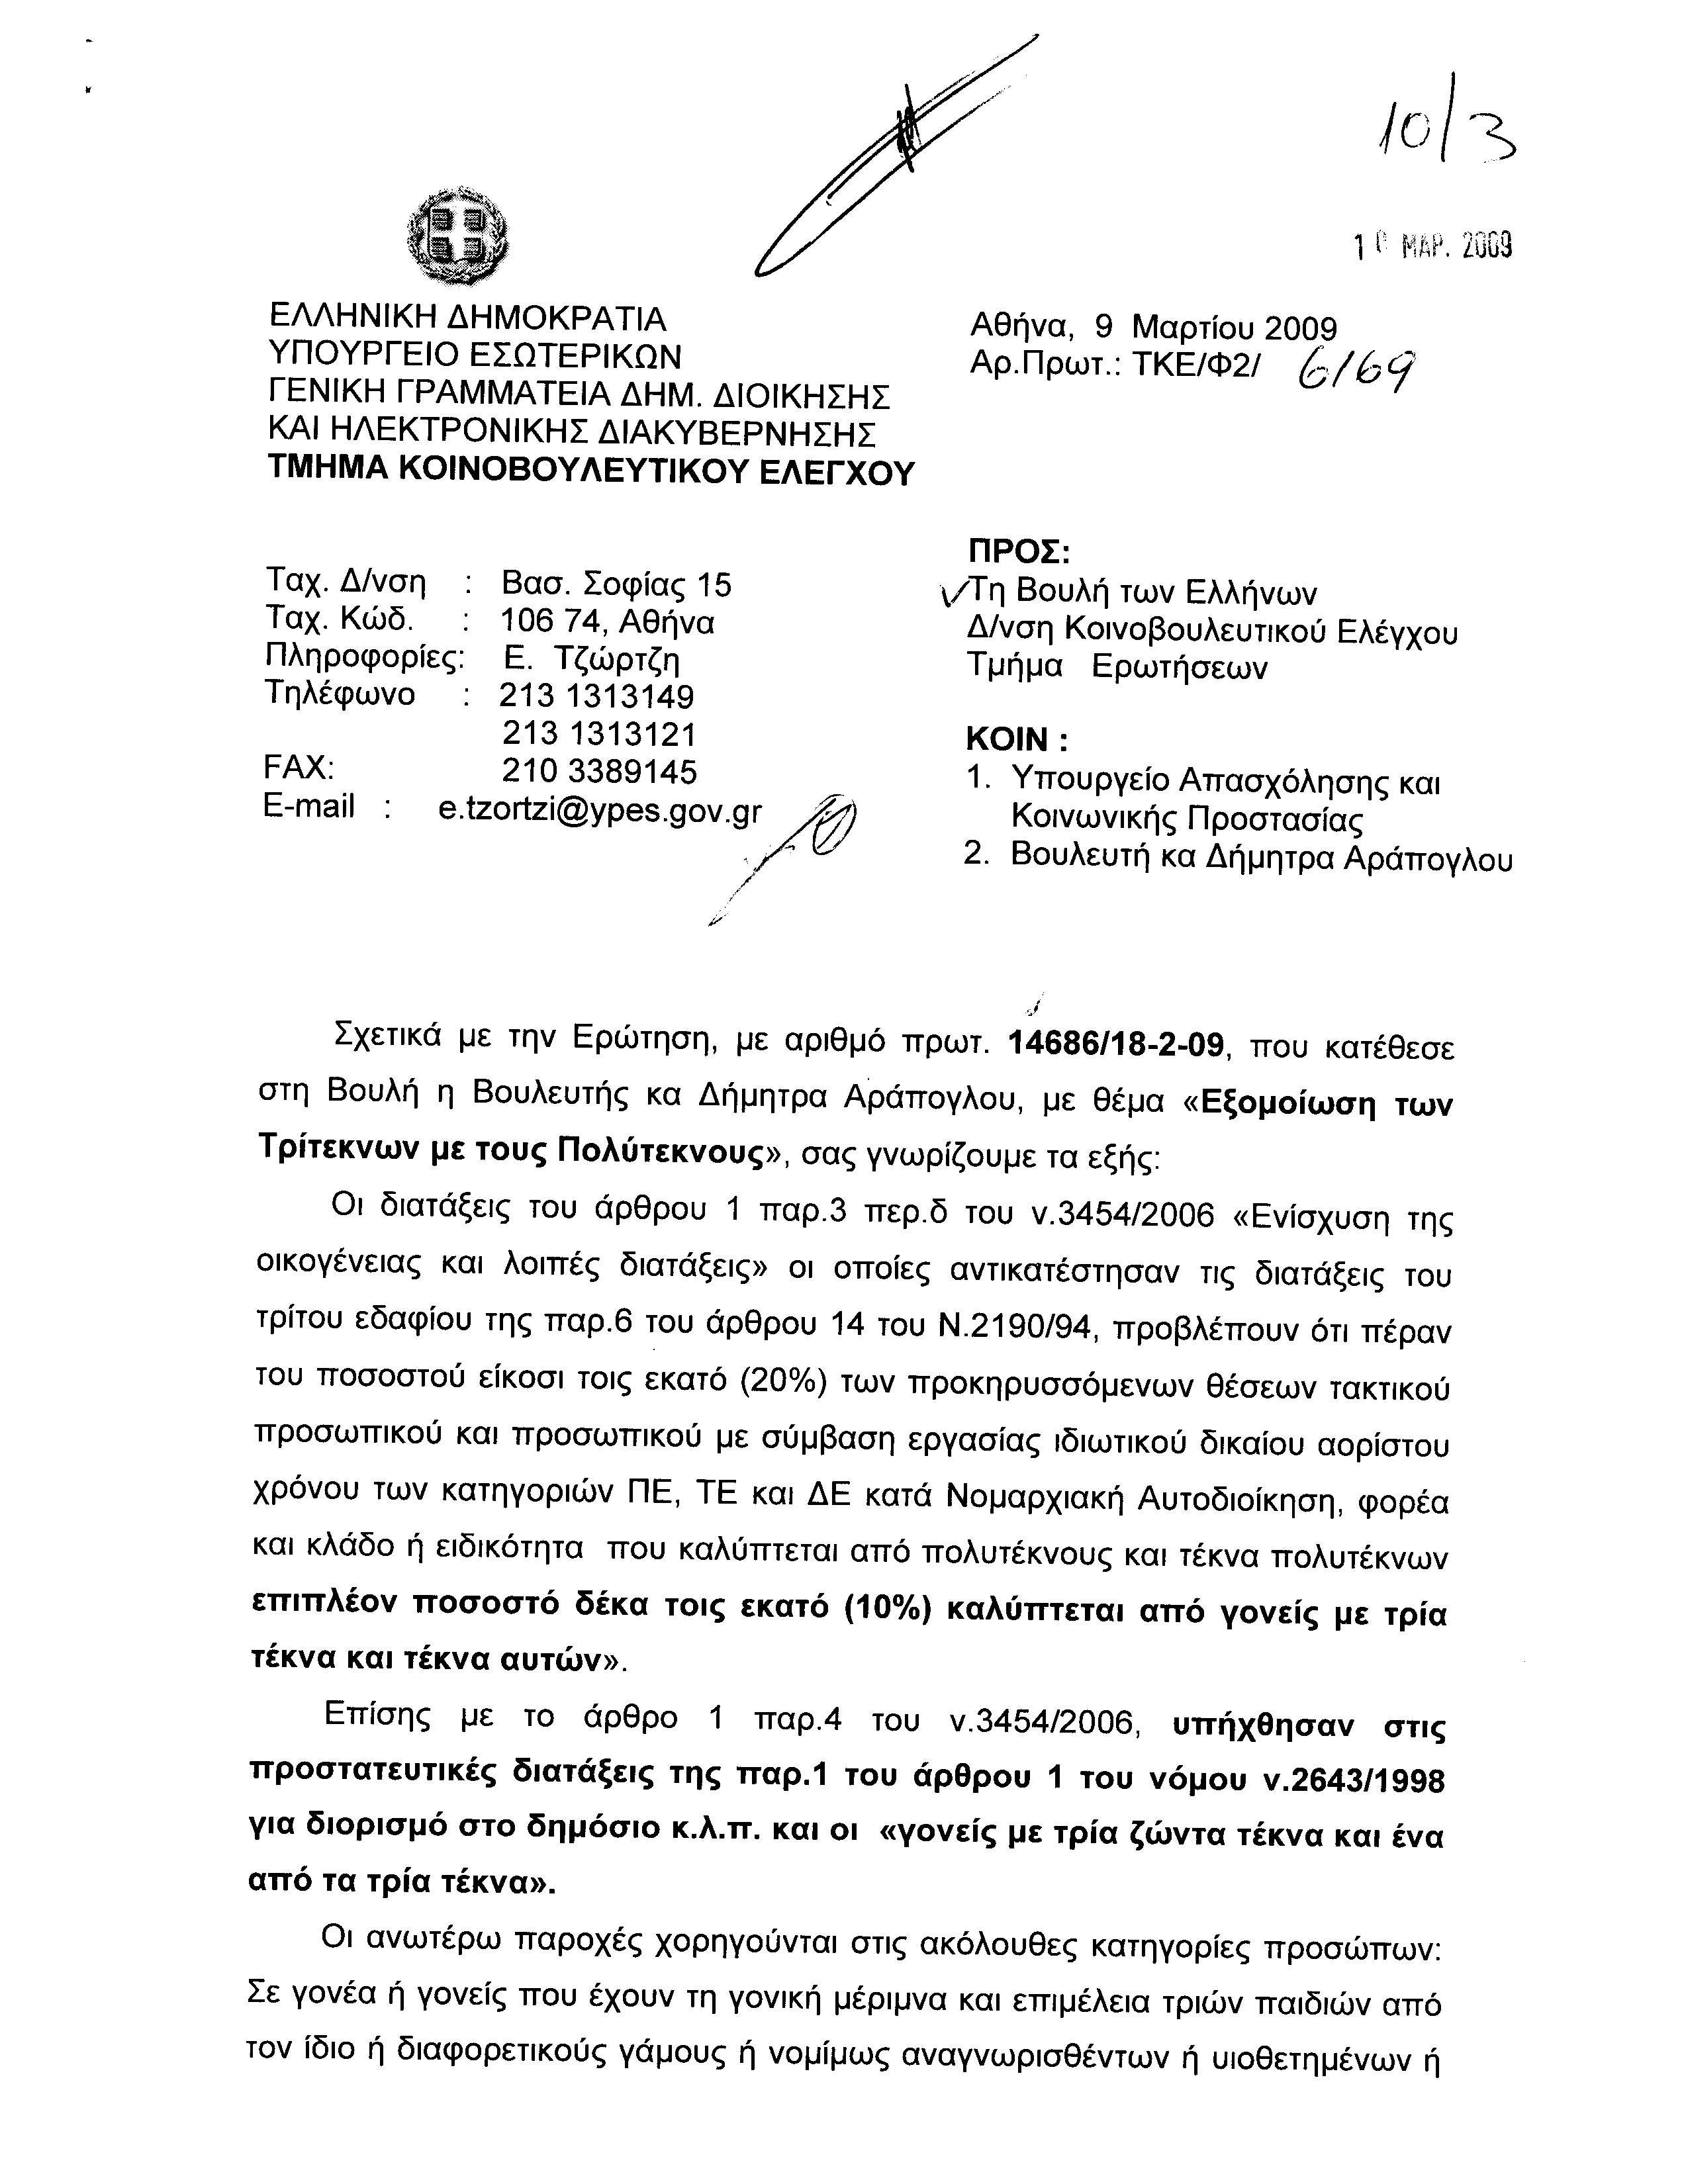 10/3
1 ΜΑΡ. 2009
ΕΛΛΗΝΙΚΗ ΔΗΜΟΚΡΑΤΙΑ
ΥΠΟΥΡΓΕΙΟ ΕΣΩΤΕΡΙΚΩΝ
ΓΕΝΙΚΗ ΓΡΑΜΜΑΤΕΙΑ ΔΗΜ. ΔΙΟΙΚΗΣΗΣ
ΚΑΙ ΗΛΕΚΤΡΟΝΙΚΗΣ ΔΙΑΚΥΒΕΡΝΗΣΗΣ
ΤΜΗΜΑ ΚΟΙΝΟΒΟΥΛΕΥΤΙΚΟΥ ΕΛΕΓΧΟΥ
Αθήνα, 9 Μαρτίου 2009
Αρ.Πρωτ.: ΤΚΕ/Φ2/ 6169
Ταχ. Δ/νση : Βασ. Σοφίας 15
Ταχ. Κώδ. : 106 74, Αθήνα
Πληροφορίες: Ε. Τζώρτζη
Τηλέφωνο : 213 1313149
213 1313121
FAX: 210 3389145
E-mail : e.tzortzi@ypes.gov.gr
ΠΡΟΣ:
Τη Βουλή των Ελλήνων
Δ/νση Κοινοβουλευτικού Ελέγχου
Τμήμα Ερωτήσεων
ΚΟΙΝ :
1. Υπουργείο Απασχόλησης και
Κοινωνικής Προστασίας
2. Βουλευτή κα Δήμητρα Αράπογλου
Σχετικά με την Ερώτηση, με αριθμό πρωτ. 14686/18-2-09, που κατέθεσε
στη Βουλή η Βουλευτής κα Δήμητρα Αράπογλου, με θέμα «Εξομοίωση των
Τρίτεκνων με τους Πολύτεκνους», σας γνωρίζουμε τα εξής:
Οι διατάξεις του άρθρου 1 παρ.3 περ.δ του ν.3454/2006 «Ενίσχυση της
οικογένειας και λοιπές διατάξεις» οι οποίες αντικατέστησαν τις διατάξεις του
τρίτου εδαφίου της παρ.6 του άρθρου 14 του Ν.2190/94, προβλέπουν ότι πέραν
του ποσοστού είκοσι τοις εκατό (20%) των προκηρυσσόμενων θέσεων τακτικού
προσωπικού και προσωπικού με σύμβαση εργασίας ιδιωτικού δικαίου αορίστου
χρόνου των κατηγοριών ΠΕ, ΤΕ και ΔΕ κατά Νομαρχιακή Αυτοδιοίκηση, φορέα
και κλάδο ή ειδικότητα που καλύπτεται από πολυτέκνους και τέκνα πολυτέκνων
επιπλέον ποσοστό δέκα τοις εκατό (10%) καλύπτεται από γονείς με τρία
τέκνα και τέκνα αυτών».
Επίσης με το άρθρο 1 παρ.4 του ν.3454/2006, υπήχθησαν στις
προστατευτικές διατάξεις της παρ.1 του άρθρου 1 του νόμου ν.2643/1998
για διορισμό στο δημόσιο κ.λ.π. και οι «γονείς με τρία ζώντα τέκνα και ένα
από τα τρία τέκνα».
Οι ανωτέρω παροχές χορηγούνται στις ακόλουθες κατηγορίες προσώπων:
Σε γονέα ή γονείς που έχουν τη γονική μέριμνα και επιμέλεια τριών παιδιών από
τον ίδιο ή διαφορετικούς γάμους ή νομίμως αναγνωρισθέντων ή υιοθετημένων ή